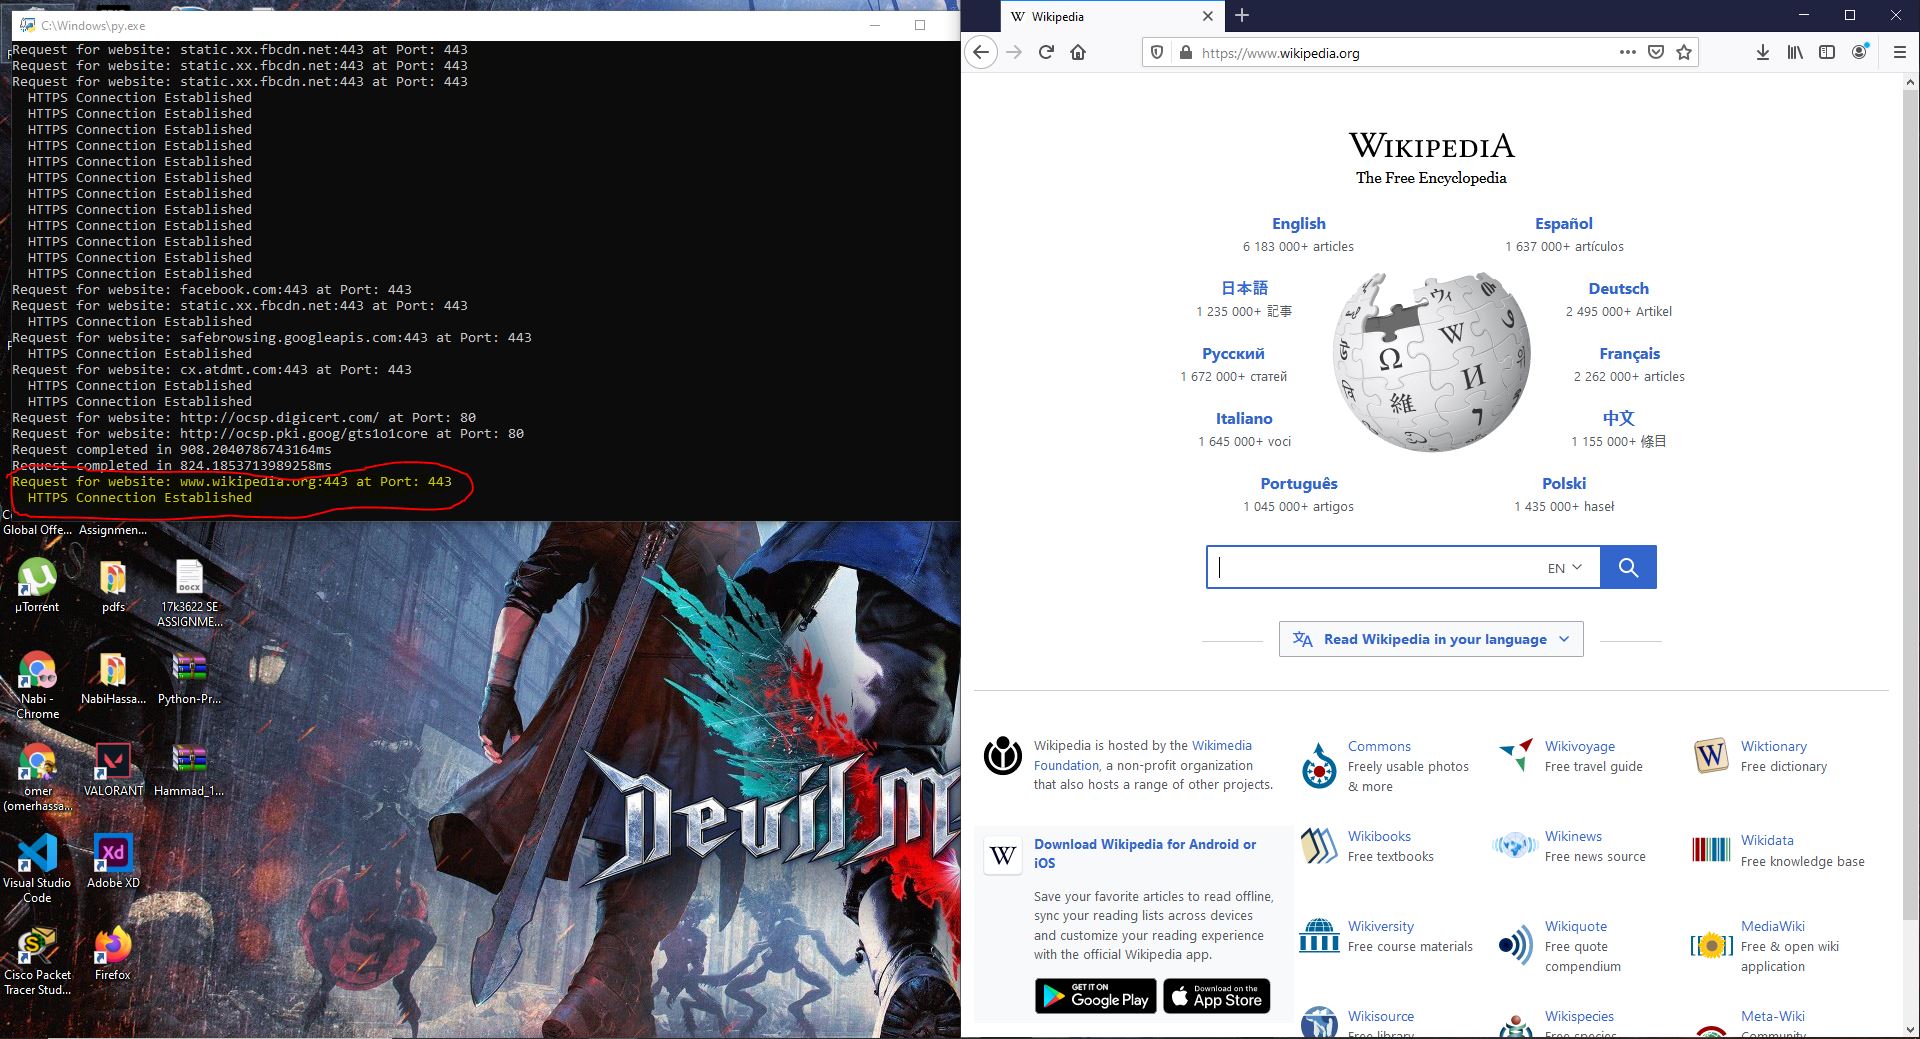 C:\Windows\py.exe
Request for website: static.xx.fbcdn.net:443 at Port: 443
Request for website: static.xx.fbcdn.net:443 at Port: 443
Request for website: static.xx.fbcdn.net:443 at Port: 443
HTTPS Connection Established
HTTPS Connection Established
HTTPS Connection Established
HTTPS Connection Established
HTTPS Connection Established
HTTPS Connection Established
HTTPS Connection Established
HTTPS Connection Established
HTTPS Connection Established
HTTPS Connection Established
HTTPS Connection Established
HTTPS Connection Established
Request for website: facebook.com:443 at Port: 443
Request for website: static.xx.fbcdn.net:443 at Port: 443
HTTPS Connection Established
Request for website: safebrowsing.googleapis.com:443 at Port: 443
HTTPS Connection Established
Request for website: cx.atdmt.com:443 at Port: 443
HTTPS Connection Established
HTTPS Connection Established
Request for website: http://ocsp.digicert.com/ at Port: 80
Request for website: http://ocsp.pki.goog/gts1o1core at Port: 80
Request completed in 908.2040786743164ms
Request completed in 824.1853713989258ms
Request for website: www.wikipedia.org:443 at Port: 443
HTTPS Connection Established
Global Offe...
Assignmen...
µTorrent
pdfs
DOCX
17k3622 SE
ASSIGNME...
Nabi -
Chrome
NabiHassa...
Python-Pr...
omer
(omerhassa...
VALORANT
Hammad_1...
Visual Studio
Code
Xd
Adobe XD
Cisco Packet
Tracer Stud...
Firefox
Devil M
W Wikipedia
https://www.wikipedia.org
WIKIPEDIA
The Free Encyclopedia
English
6 183 000+ articles
Español
1 637 000+ artículos
日本語
1 235 000+ 記事
Deutsch
2 495 000+ Artikel
Русский
1 672 000+ статей
Français
2 262 000+ articles
Italiano
1 645 000+ voci
中文
1 155 000+ 條目
Português
1 045 000+ artigos
Polski
1 435 000+ haseł
Ω
W
И
維
EN
Read Wikipedia in your language
Wikipedia is hosted by the Wikimedia
Foundation, a non-profit organization
that also hosts a range of other projects.
W
Download Wikipedia for Android or
iOS
Save your favorite articles to read offline,
sync your reading lists across devices
and customize your reading experience
with the official Wikipedia app.
GET IT ON
Google Play
Download on the
App Store
Commons
Freely usable photos
& more
Wikivoyage
Free travel guide
W
Wiktionary
Free dictionary
Wikibooks
Free textbooks
Wikinews
Free news source
Wikidata
Free knowledge base
Wikiversity
Free course materials
Wikiquote
Free quote
compendium
MediaWiki
Free & open wiki
application
Wikisource
Free library
Wikispecies
Free species
Meta-Wiki
Community